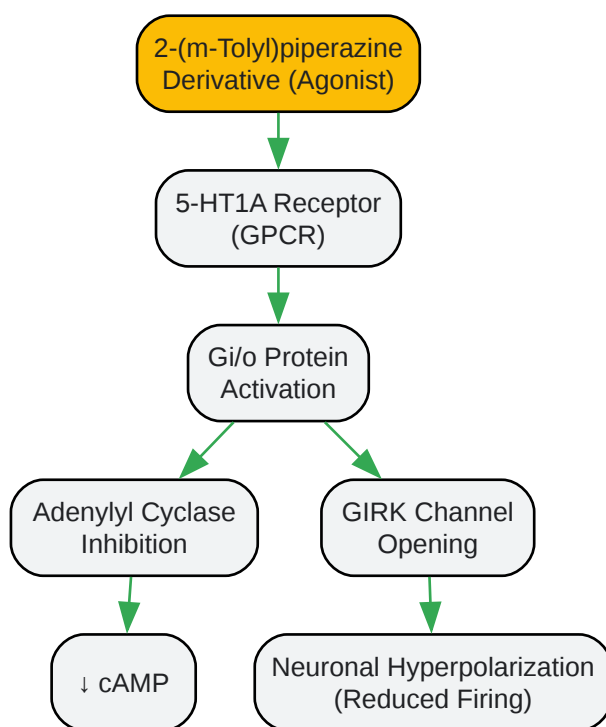 2-(m-Tolyl)piperazine
Derivative (Agonist)
5-HT1A Receptor
(GPCR)
Gi/o Protein
Activation
Adenylyl Cyclase
Inhibition
GIRK Channel
Opening
↓ cAMP
Neuronal Hyperpolarization
(Reduced Firing)